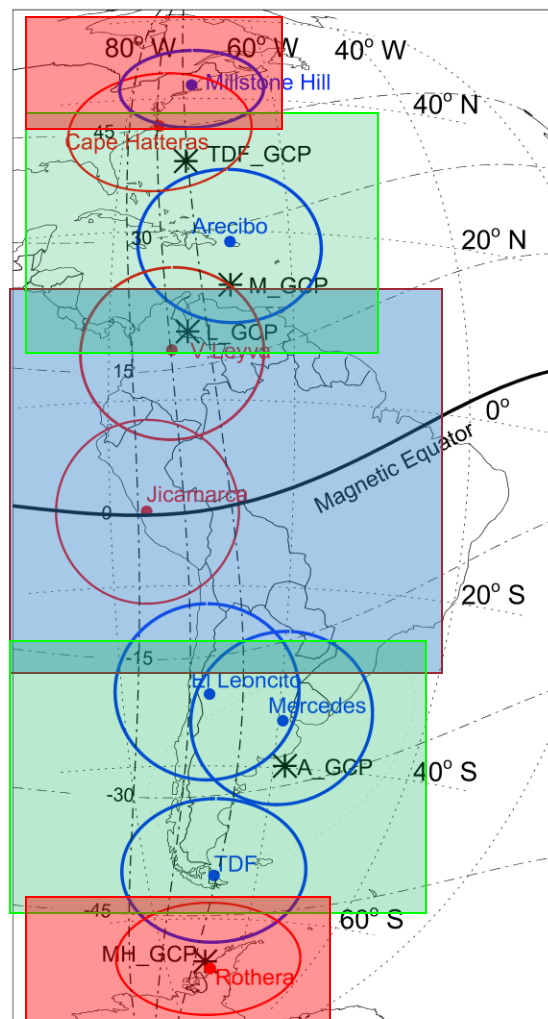 80° W
60° W
40° W
Millstone Hill
40° N
45
Cape Hatteras
TDF_GCP
30
Arecibo
20° N
M_GCP
L_GCP
V.Leyva
15
0°
Magnetic Equator
Jicamarca
0
20° S
-15
El Leoncito
Mercedes
A_GCP
40° S
-30
TDF
-45
60° S
MH_GCP
Rothera